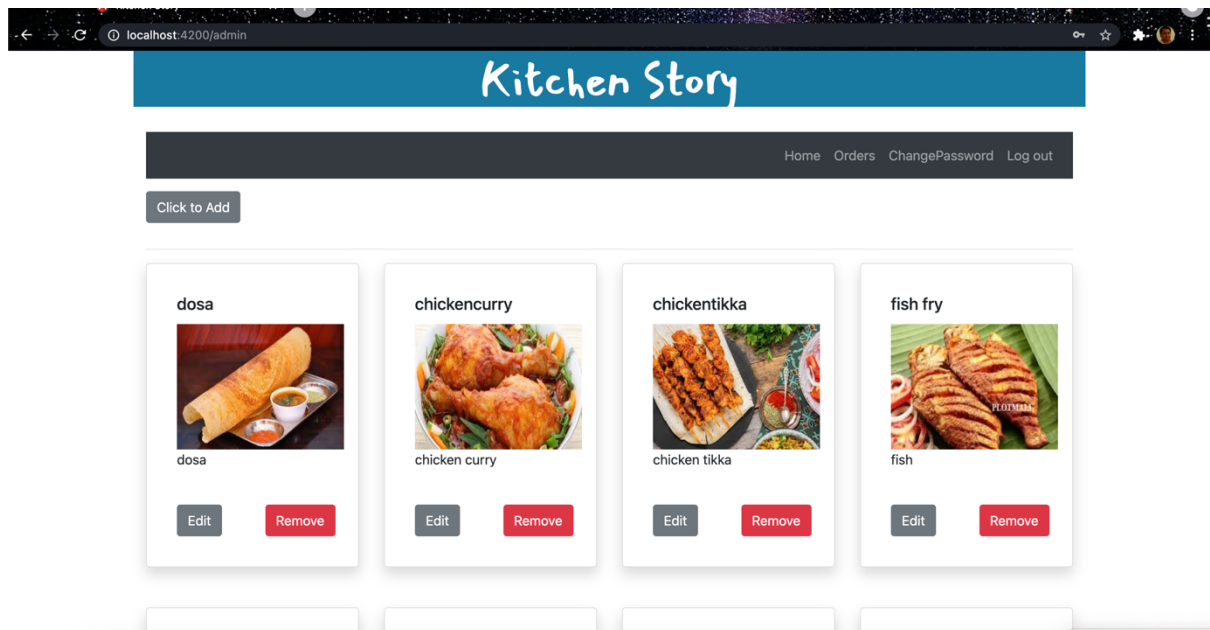 localhost:4200/admin
Kitchen Story
Home Orders ChangePassword Log out
Click to Add
dosa
chickencurry
chickentikka
fish fry
PLOTMALL
dosa
chicken curry
chicken tikka
fish
Edit Remove
Edit Remove
Edit Remove
Edit Remove